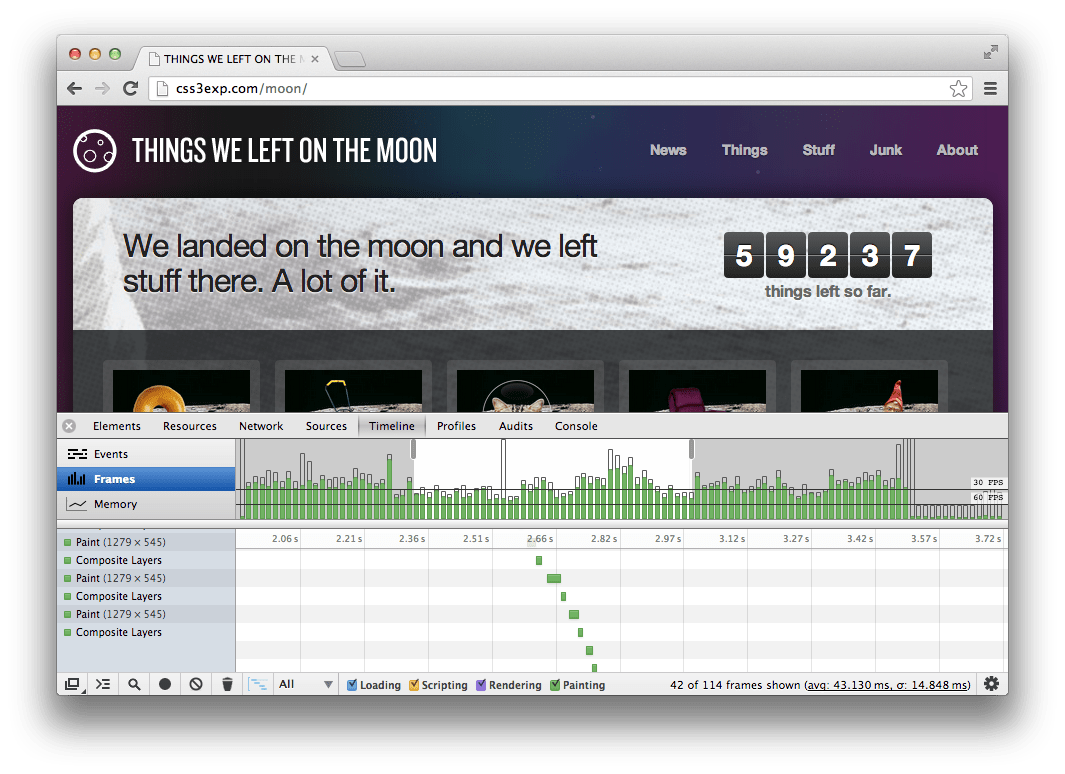 THINGS WE LEFT ON THE
css3exp.com/moon/
THINGS WE LEFT ON THE MOON
News Things Stuff Junk About
We landed on the moon and we left
stuff there. A lot of it.
5 9 2 3 7
things left so far.
Elements Resources Network Sources Timeline Profiles Audits Console
Events
Frames
Memory
30 FPS
60 FPS
2.06 s 2.21 s 2.36 s 2.51 s 2.66 s 2.82 s 2.97 s 3.12 s 3.27 s 3.42 s 3.57 s 3.72 s
Paint (1279 × 545)
Composite Layers
Paint (1279 × 545)
Composite Layers
Paint (1279 × 545)
Composite Layers
All Loading Scripting Rendering Painting 42 of 114 frames shown (avg: 43.130 ms, σ: 14.848 ms)